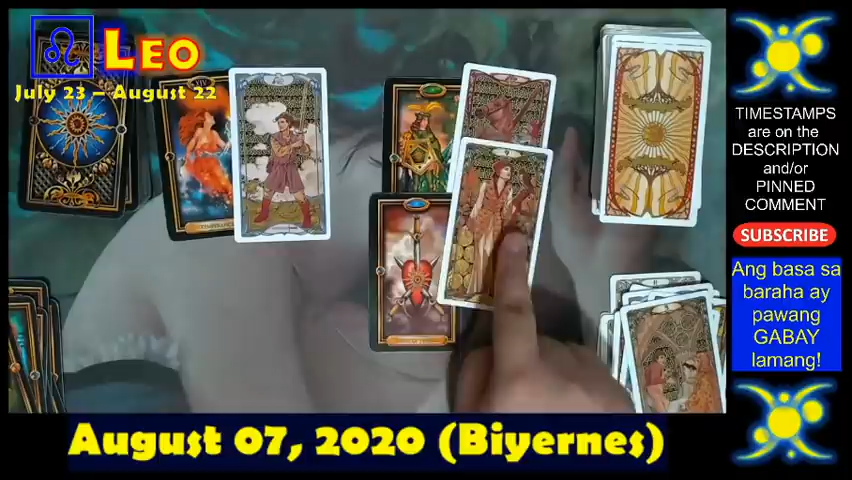 LEO
July 23 – August 22
XIV
TIMESTAMPS
are on the
DESCRIPTION
and/or
PINNED
COMMENT
SUBSCRIBE
Ang basa sa
baraha ay
pawang
GABAY
lamang!
August 07, 2020 (Biyernes)